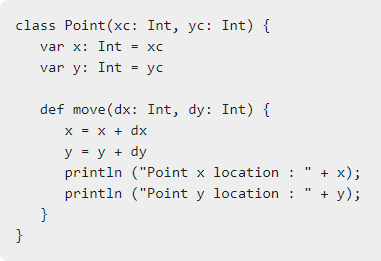 class Point(xc: Int, yc: Int) {
   var x: Int = xc
   var y: Int = yc

   def move(dx: Int, dy: Int) {
      x = x + dx
      y = y + dy
      println ("Point x location : " + x);
      println ("Point y location : " + y);
   }
}